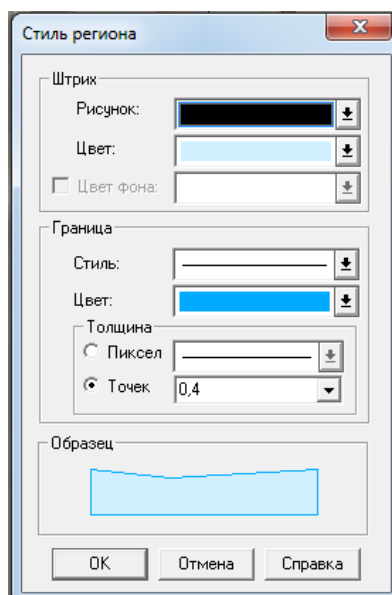 Стиль региона
Штрих
Рисунок:
Цвет:
Цвет фона:
Граница
Стиль:
Цвет:
Толщина
Пиксел
Точек 0,4
Образец
OK Отмена Справка